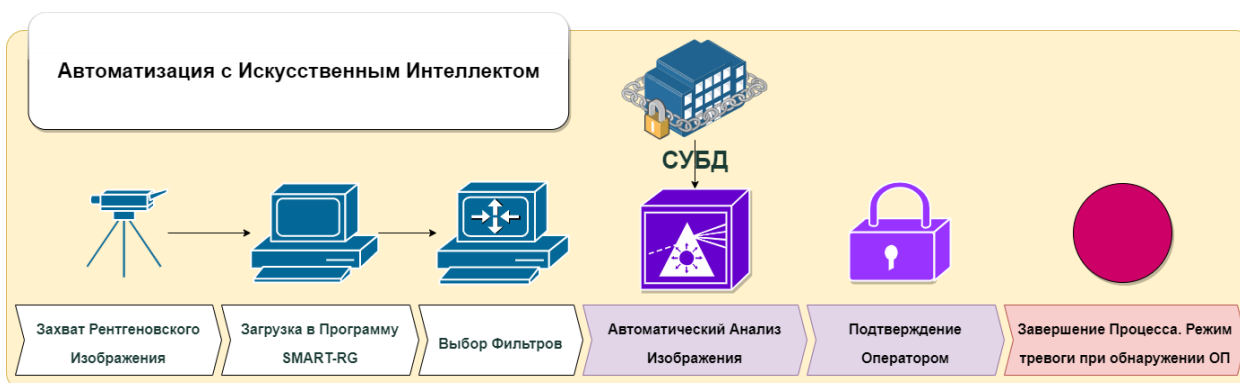 Автоматизация с Искусственным Интеллектом
СУБД
Захват Рентгеновского
Изображения
Загрузка в Программу
SMART-RG
Выбор Фильтров
Автоматический Анализ
Изображения
Подтверждение
Оператором
Завершение Процесса. Режим
тревоги при обнаружении ОП